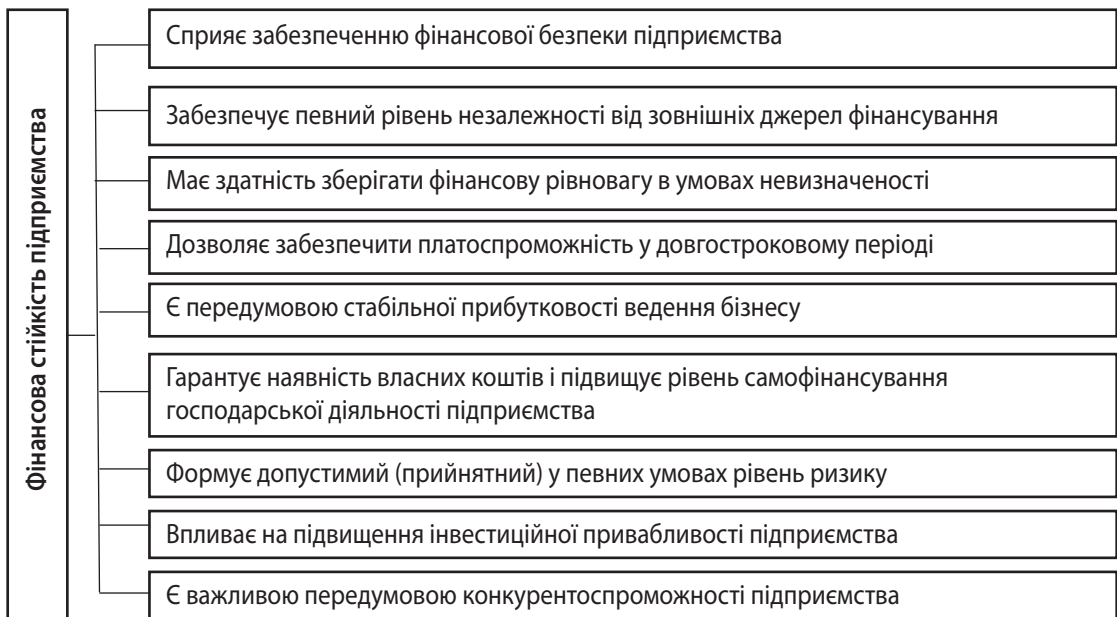 Фінансова стійкість підприємства
Сприяє забезпеченню фінансової безпеки підприємства
Забезпечує певний рівень незалежності від зовнішніх джерел фінансування
Має здатність зберігати фінансову рівновагу в умовах невизначеності
Дозволяє забезпечити платоспроможність у довгостроковому періоді
Є передумовою стабільної прибутковості ведення бізнесу
Гарантує наявність власних коштів і підвищує рівень самофінансування
господарської діяльності підприємства
Формує допустимий (прийнятний) у певних умовах рівень ризику
Впливає на підвищення інвестиційної привабливості підприємства
Є важливою передумовою конкурентоспроможності підприємства